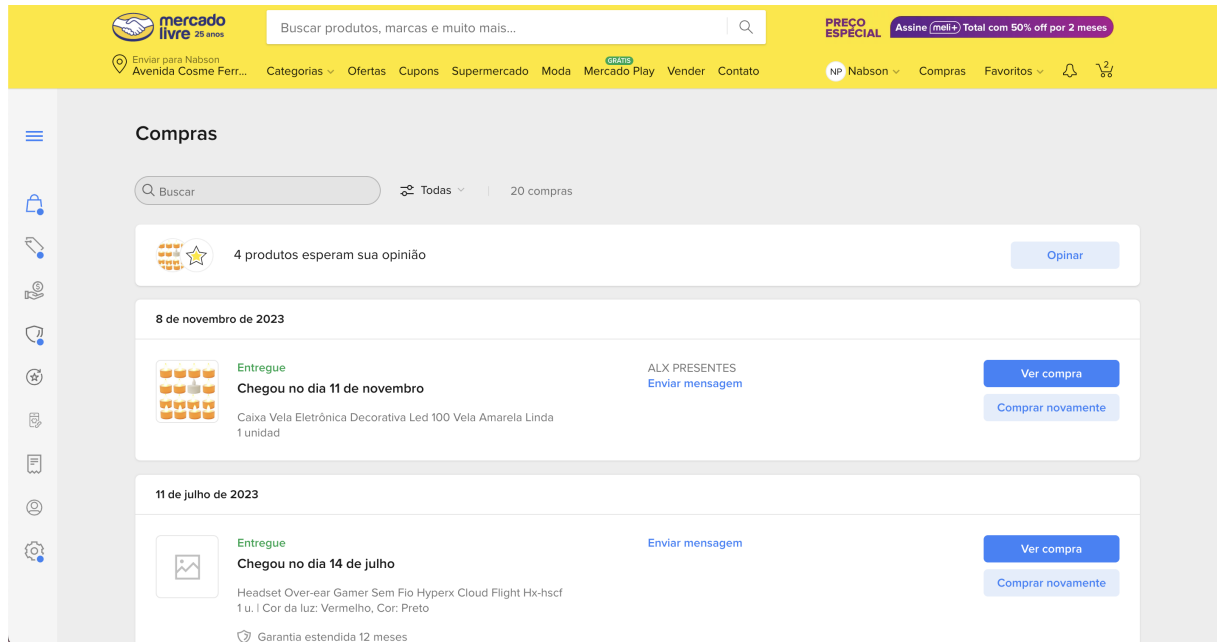 mercado
livre 25 anos
Buscar produtos, marcas e muito mais...
PREÇO
ESPECIAL
Assine meli+ Total com 50% off por 2 meses
Enviar para Nabson
Avenida Cosme Ferr...
Categorias
Ofertas
Cupons
Supermercado
Moda
GRÁTIS
Mercado Play
Vender
Contato
NP Nabson
Compras
Favoritos
2
Compras
Buscar
Todas
20 compras
4 produtos esperam sua opinião
Opinar
8 de novembro de 2023
Entregue
Chegou no dia 11 de novembro
Caixa Vela Eletrônica Decorativa Led 100 Vela Amarela Linda
1 unidad
ALX PRESENTES
Enviar mensagem
Ver compra
Comprar novamente
11 de julho de 2023
Entregue
Chegou no dia 14 de julho
Headset Over-ear Gamer Sem Fio Hyperx Cloud Flight Hx-hscf
1 u. | Cor da luz: Vermelho, Cor: Preto
Garantia estendida 12 meses
Enviar mensagem
Ver compra
Comprar novamente